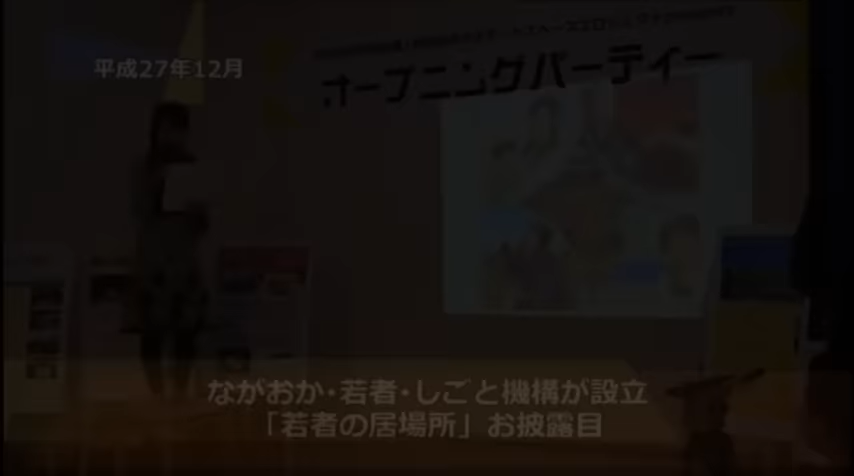 平成27年12月
オープニングパーティー
ながおか・若者・しごと機構が設立
「若者の居場所」お披露目